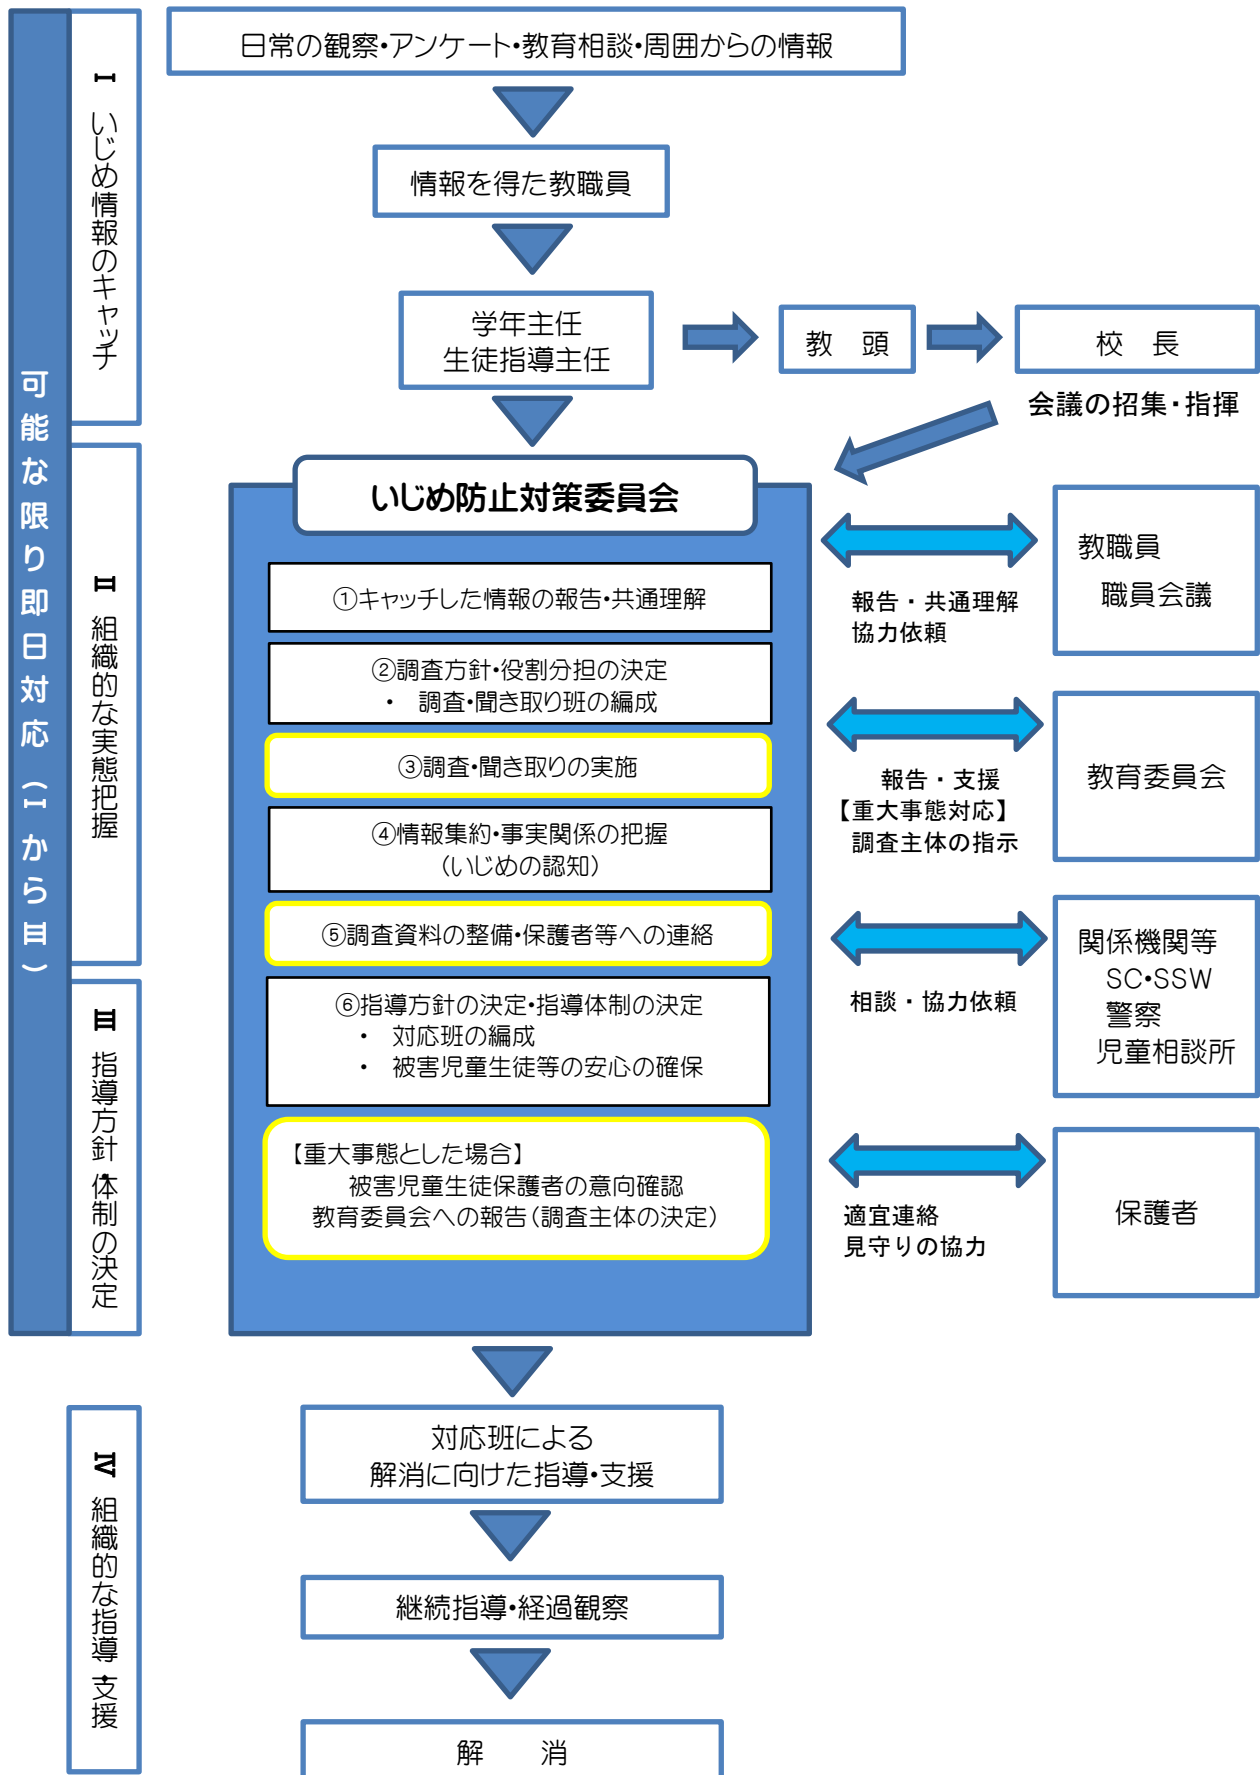 日常の観察・アンケート・教育相談・周囲からの情報
情報を得た教職員
学年主任
生徒指導主任
教　頭
校　長
会議の招集・指揮
可能な限り即日対応（ⅠからⅢ）
Ⅰ　いじめ情報のキャッチ
Ⅱ　組織的な実態把握
Ⅲ　指導方針・体制の決定
Ⅳ　組織的な指導・支援
いじめ防止対策委員会
①キャッチした情報の報告・共通理解
②調査方針・役割分担の決定
・　調査・聞き取り班の編成
③調査・聞き取りの実施
④情報集約・事実関係の把握
（いじめの認知）
⑤調査資料の整備・保護者等への連絡
⑥指導方針の決定・指導体制の決定
・　対応班の編成
・　被害児童生徒等の安心の確保
【重大事態とした場合】
被害児童生徒保護者の意向確認
教育委員会への報告（調査主体の決定）
報告・共通理解
協力依頼
教職員
職員会議
報告・支援
【重大事態対応】
調査主体の指示
教育委員会
相談・協力依頼
関係機関等
SC・SSW
警察
児童相談所
適宜連絡
見守りの協力
保護者
対応班による
解消に向けた指導・支援
継続指導・経過観察
解　　消